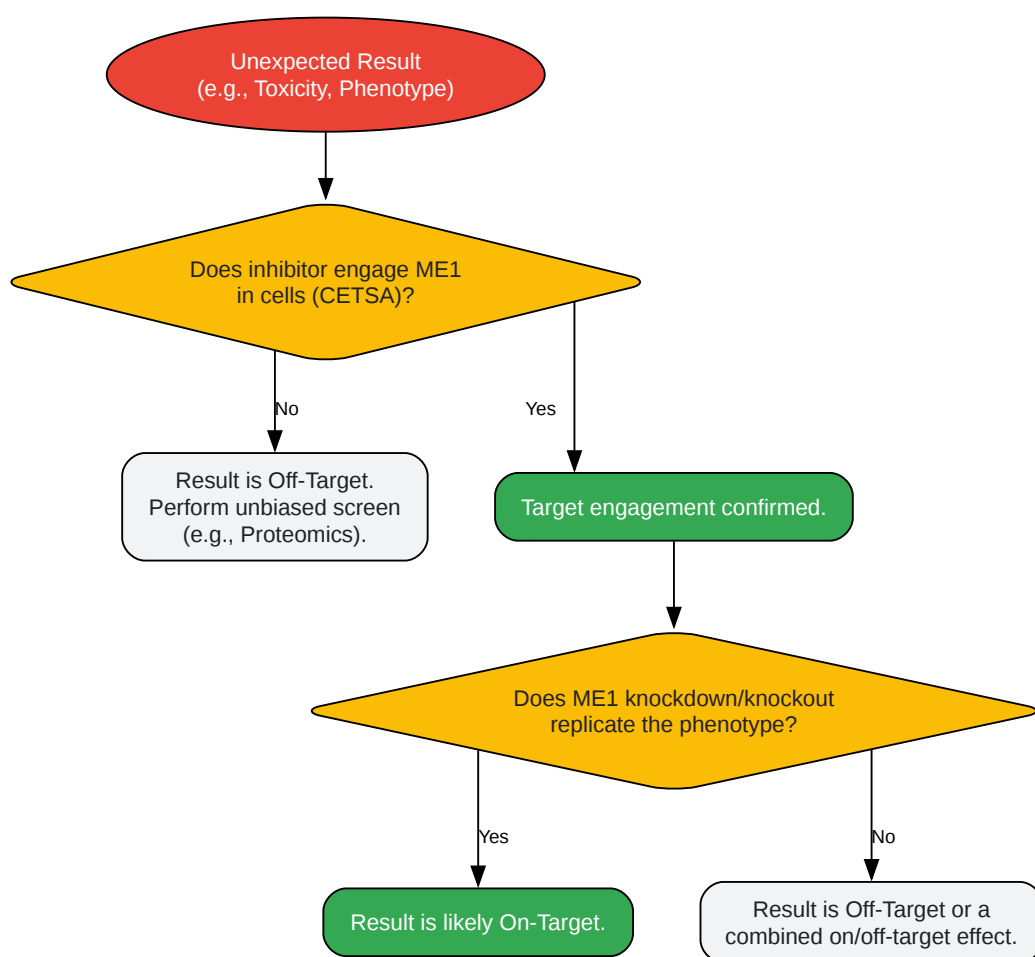 Unexpected Result
(e.g., Toxicity, Phenotype)
Does inhibitor engage ME1
in cells (CETSA)?
No
Yes
Result is Off-Target.
Perform unbiased screen
(e.g., Proteomics).
Target engagement confirmed.
Does ME1 knockdown/knockout
replicate the phenotype?
Yes
No
Result is likely On-Target.
Result is Off-Target or a
combined on/off-target effect.